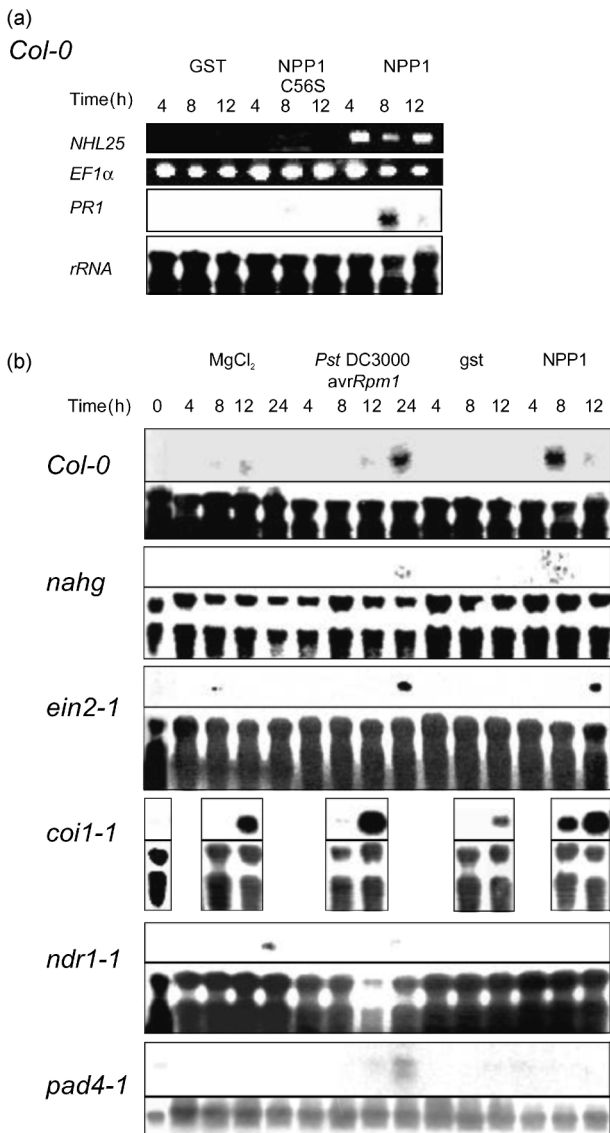 (a)
Col-0
GST NPP1 NPP1
C56S
Time(h) 4 8 12 4 8 12 4 8 12
NHL25
EF1α
PR1
rRNA
(b)
MgCl₂ Pst DC3000 gst NPP1
avrRpm1
Time(h) 0 4 8 12 24 4 8 12 24 4 8 12 4 8 12
Col-0
nahg
ein2-1
coi1-1
ndr1-1
pad4-1